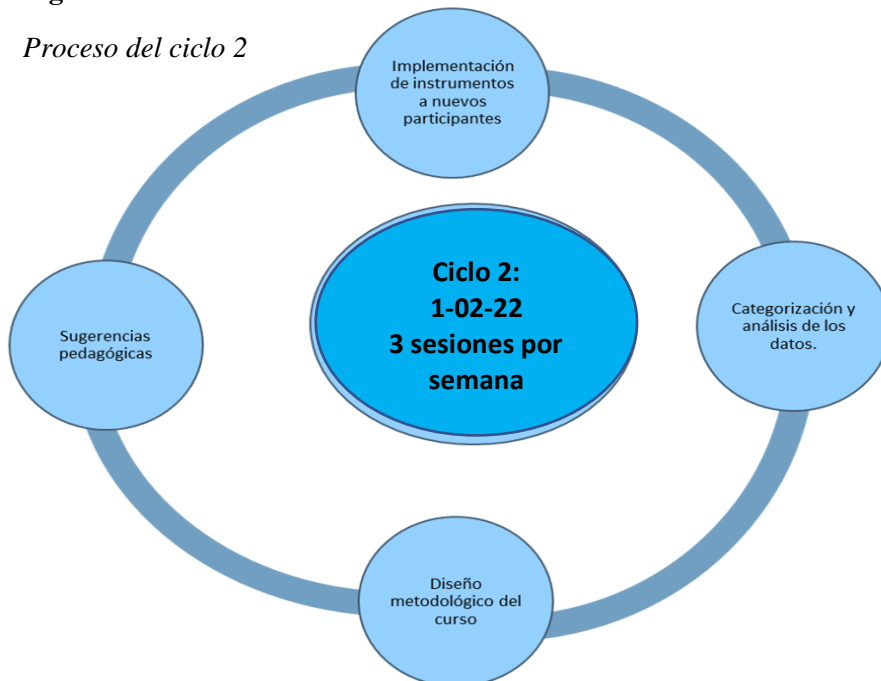 Proceso del ciclo 2
Implementación
de instrumentos
a nuevos
participantes
Ciclo 2:
1-02-22
3 sesiones por
semana
Categorización y
análisis de los
datos.
Sugerencias
pedagógicas
Diseño
metodológico del
curso